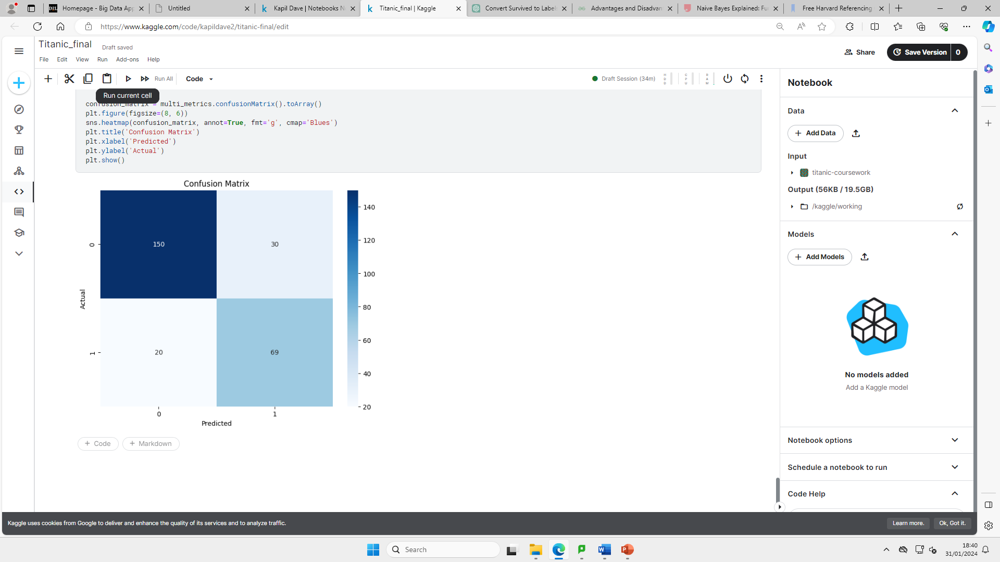 D2L Homepage - Big Data App
Untitled
Kapil Dave | Notebooks N
Titanic_final | Kaggle
Convert Survived to Label
Advantages and Disadvan
Naive Bayes Explained: Fu
Free Harvard Referencing
https://www.kaggle.com/code/kapildave2/titanic-final/edit
Titanic_final
Draft saved
File Edit View Run Add-ons Help
Share
Save Version 0
Run All
Code
Draft Session (34m)
HDD
CPU
RAM
Run current cell
confusion_matrix = multi_metrics.confusionMatrix().toArray()
plt.figure(figsize=(8, 6))
sns.heatmap(confusion_matrix, annot=True, fmt='g', cmap='Blues')
plt.title('Confusion Matrix')
plt.xlabel('Predicted')
plt.ylabel('Actual')
plt.show()
Confusion Matrix
150 30
20 69
0
1
Actual
0 1
Predicted
140
120
100
80
60
40
20
+ Code
+ Markdown
Notebook
Data
+ Add Data
Input
titanic-coursework
Output (56KB / 19.5GB)
/kaggle/working
Models
+ Add Models
No models added
Add a Kaggle model
Notebook options
Schedule a notebook to run
Code Help
Kaggle uses cookies from Google to deliver and enhance the quality of its services and to analyze traffic.
Learn more.
Ok, Got it.
Search
18:40
31/01/2024